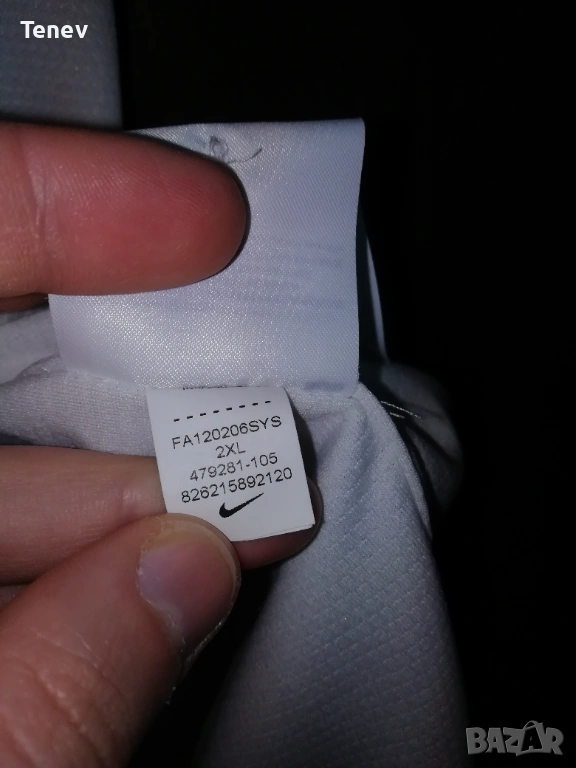 Tenev
FA120206SYS
2XL
479281-105
826215892120
BAZAR